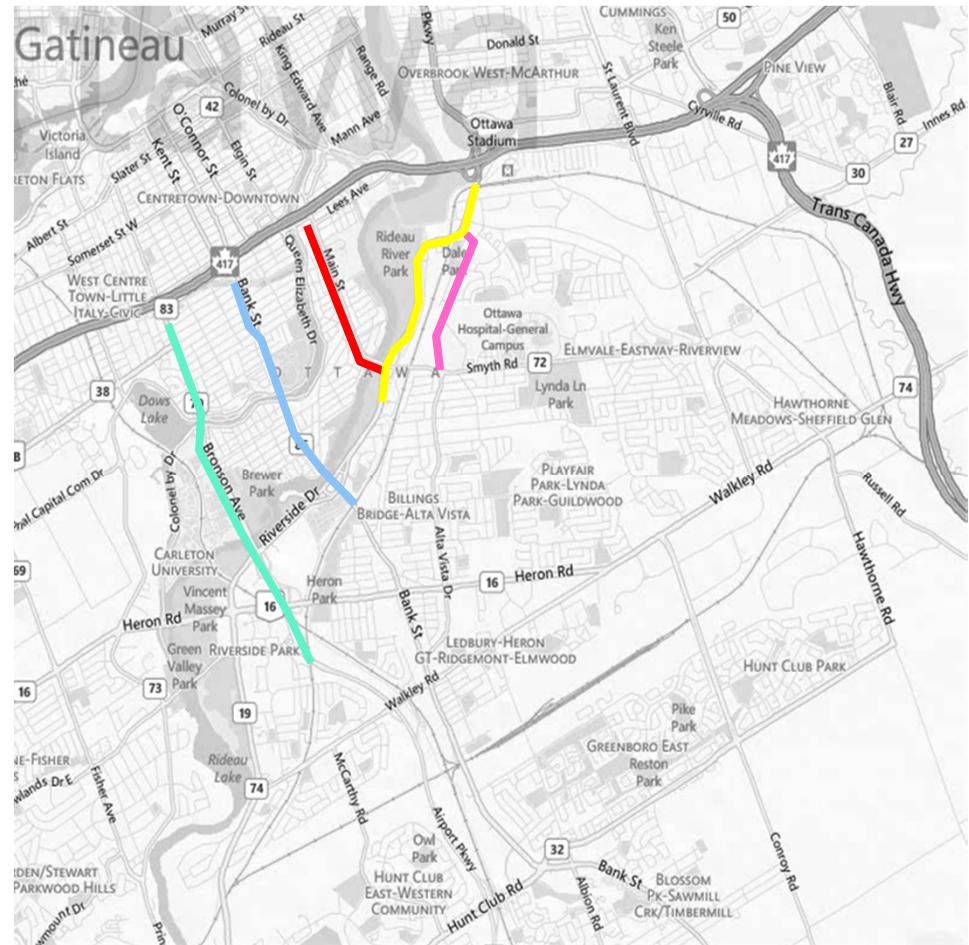 Gatineau
Murray St
Rideau St
King Edward Ave
Range Rd
Pkwy
Donald St
CUMMINGS
Ken
Steele
Park
50
PINE VIEW
OVERBROOK WEST-McARTHUR
St Laurent Blvd
Cyrville Rd
Blair Rd
Innes Rd
27
42
Colonel by Dr
Mann Ave
O'Connor St
Kent St
Elgin St
Slater St
Victoria
Island
RETON FLATS
Ottawa
Stadium
417
30
CENTRETOWN-DOWNTOWN
Lees Ave
Albert St
Somerset St W
Trans Canada Hwy
417
Queen Elizabeth Dr
Main St
Rideau
River
Park
Dale
Park
WEST CENTRE
TOWN-LITTLE
ITALY-CIVIC
83
Bank St
Ottawa
Hospital-General
Campus
ELMVALE-EASTWAY-RIVERVIEW
O T T A W A
Smyth Rd
72
Lynda Ln
Park
74
HAWTHORNE
MEADOWS-SHEFFIELD GLEN
38
Dows
Lake
Bronson Ave
Colonel by Dr
Brewer
Park
Riverside Dr
BILLINGS
BRIDGE-ALTA VISTA
PLAYFAIR
PARK-LYNDA
PARK-GUILDWOOD
Walkley Rd
Russell Rd
Hawthorne Rd
Capital Com Dr
69
CARLETON
UNIVERSITY
Vincent
Massey
Park
Heron
Park
Alta Vista Dr
16
Heron Rd
16
Heron Rd
Bank St
Green
Valley
Park
RIVERSIDE PARK
LEDBURY-HERON
GT-RIDGEMONT-ELMWOOD
HUNT CLUB PARK
16
73
19
Walkley Rd
Pike
Park
GREENBORO EAST
Reston
Park
NE-FISHER
Rideau
Lake
74
wlands Dr E
Fisher Ave
McCarthy Rd
Airport Pkwy
Owl
Park
HUNT CLUB
EAST-WESTERN
COMMUNITY
Hunt Club Rd
32
Bank St
Albion Rd
BLOSSOM
PK-SAWMILL
CRK/TIMBERMILL
Conroy Rd
RDEN/STEWART
PARKWOOD HILLS
wmount Dr
Prin